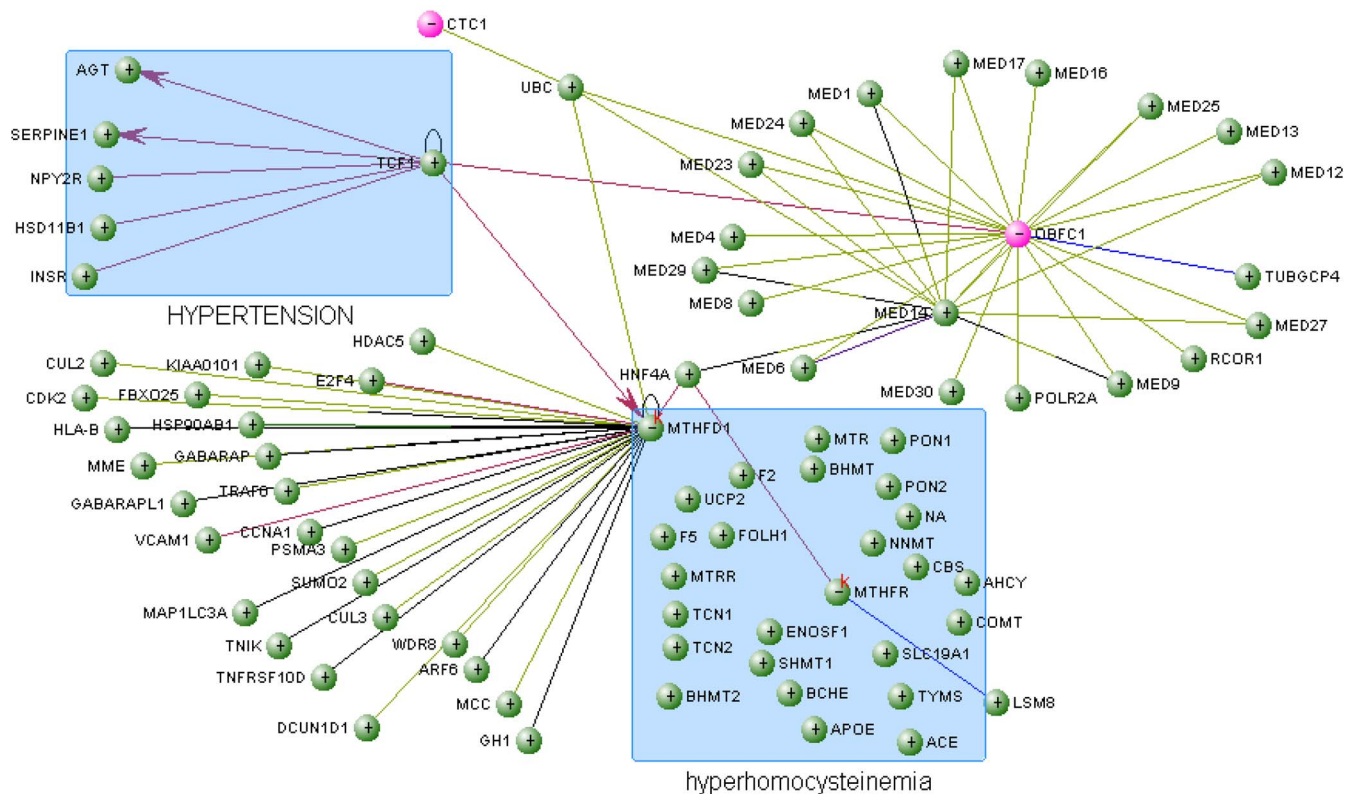 CTC1
AGT
UBC
MED17
MED16
MED1
MED25
MED24
MED13
SERPINE1
TCF1
MED23
MED12
NPY2R
HSD11B1
OBFC1
MED4
INSR
MED29
TUBGCP4
MED8
MED14
HYPERTENSION
MED27
HDAC5
RCOR1
CUL2
KIAA0101
E2F4
HNF4A
MED6
MED9
MED30
POLR2A
CDK2
FBXO25
HLA-B
HSP90AB1
k
MTHFD1
MTR
PON1
MME
GABARAP
F2
BHMT
PON2
GABARAPL1
TRAF6
UCP2
NA
VCAM1
CCNA1
PSMA3
F5
FOLH1
NNMT
CBS
SUMO2
MTRR
k
MTHFR
AHCY
MAP1LC3A
CUL3
TCN1
COMT
TNIK
WDR8
TCN2
ENOSF1
SLC19A1
TNFRSF10D
ARF6
SHMT1
MCC
BHMT2
BCHE
TYMS
LSM8
DCUN1D1
GH1
APOE
ACE
hyperhomocysteinemia